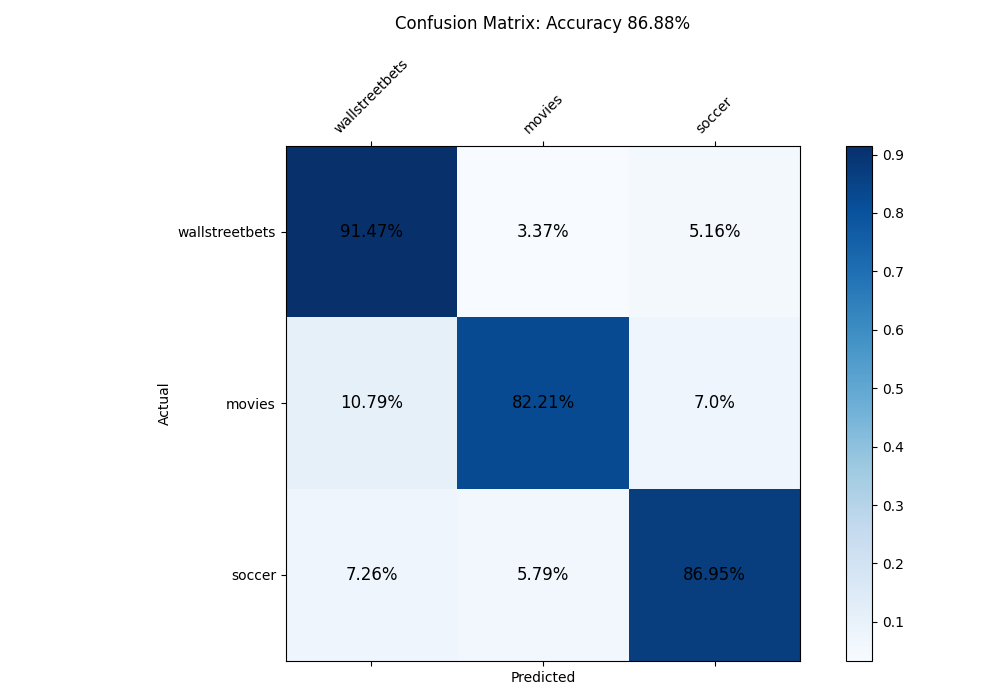 Confusion Matrix: Accuracy 86.88%
wallstreetbets
movies
soccer
wallstreetbets
91.47%
3.37%
5.16%
movies
10.79%
82.21%
7.0%
soccer
7.26%
5.79%
86.95%
Actual
Predicted
0.9
0.8
0.7
0.6
0.5
0.4
0.3
0.2
0.1